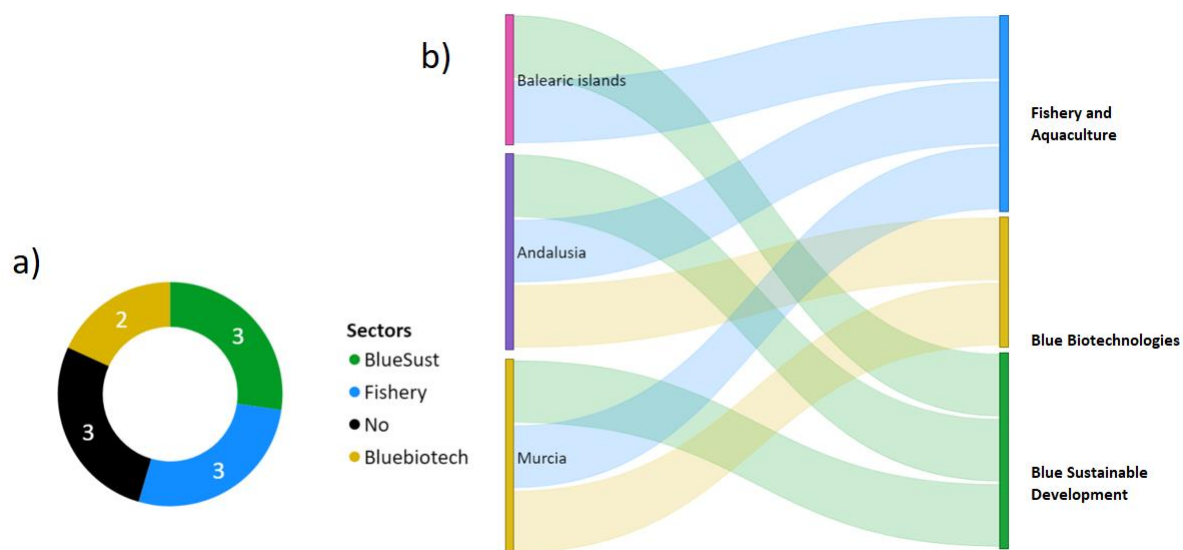 a)
2
3
3
3
Sectors
BlueSust
Fishery
No
Bluebiotech
b)
Balearic islands
Andalusia
Murcia
Fishery and
Aquaculture
Blue Biotechnologies
Blue Sustainable
Development